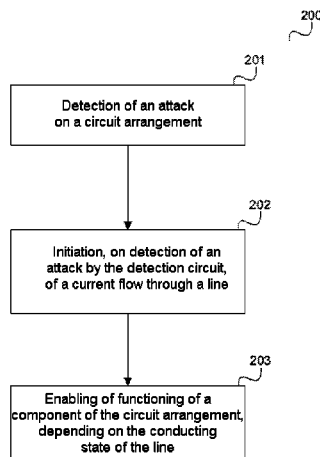 200
201
Detection of an attack
on a circuit arrangement
202
Initiation, on detection of an
attack by the detection circuit,
of a current flow through a line
203
Enabling of functioning of a
component of the circuit arrangement,
depending on the conducting
state of the line